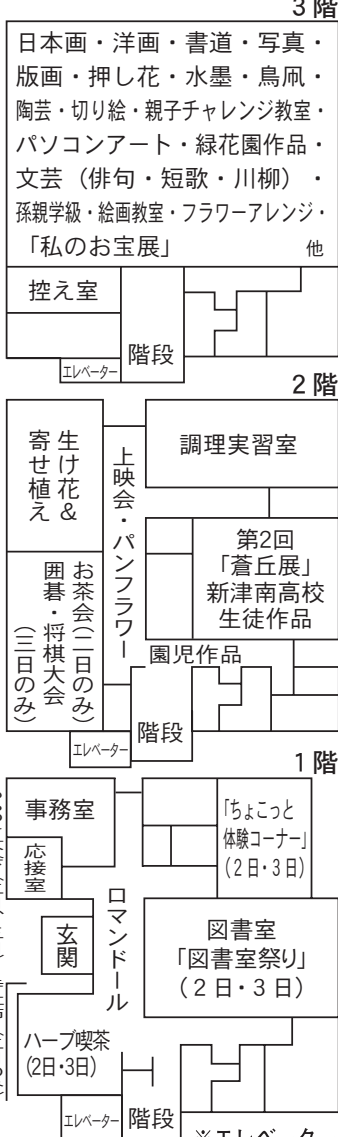 3階
日本画・洋画・書道・写真・
版画・押し花・水墨・鳥凧・
陶芸・切り絵・親子チャレンジ教室・
パソコンアート・緑花園作品・
文芸（俳句・短歌・川柳）・
孫親学級・絵画教室・フラワーアレンジ・
「私のお宝展」　他
控え室
階段
エレベーター
2階
生け花＆
寄せ植え
上映会・パンフラワー
調理実習室
第2回
「蒼丘展」
新津南高校
生徒作品
お茶会（二日のみ）
囲碁・将棋大会
（三日のみ）
園児作品
階段
エレベーター
1階
事務室
応接室
玄関
ロマンドール
「ちょこっと
体験コーナー」
（2日・3日）
図書室
「図書室祭り」
（2日・3日）
ハーブ喫茶
(2日・3日)
エレベーター
階段
※エレベーター